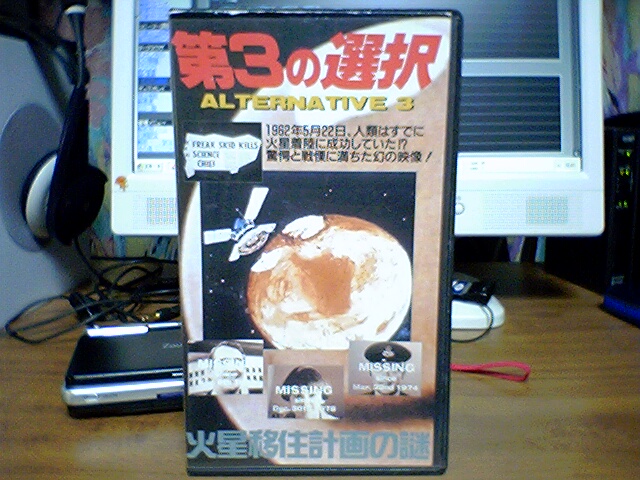 第3の選択
ALTERNATIVE 3
1962年5月22日、人類はすでに
火星着陸に成功していた!?
驚愕と戦慄に満ちた幻の映像!
FREAK SKID KILLS
SCIENCE
MISSING
MISSING
since
MISSING
since
火星移住計画の謎